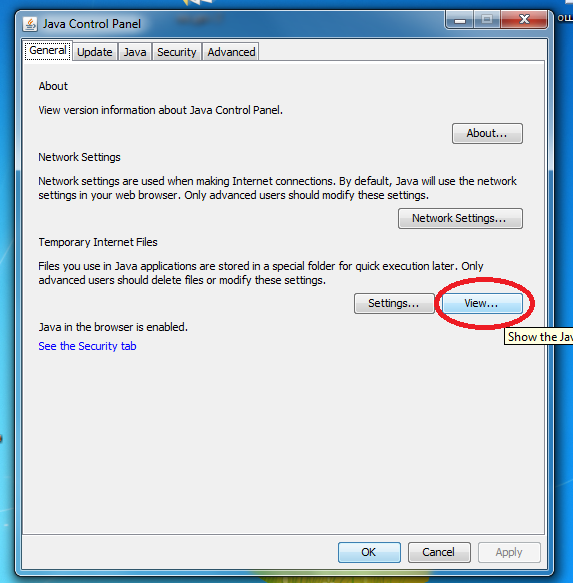 Java Control Panel
General Update Java Security Advanced
About
View version information about Java Control Panel.
About...
Network Settings
Network settings are used when making Internet connections. By default, Java will use the network
settings in your web browser. Only advanced users should modify these settings.
Network Settings...
Temporary Internet Files
Files you use in Java applications are stored in a special folder for quick execution later. Only
advanced users should delete files or modify these settings.
Settings... View...
Show the Jav
Java in the browser is enabled.
See the Security tab
OK Cancel Apply